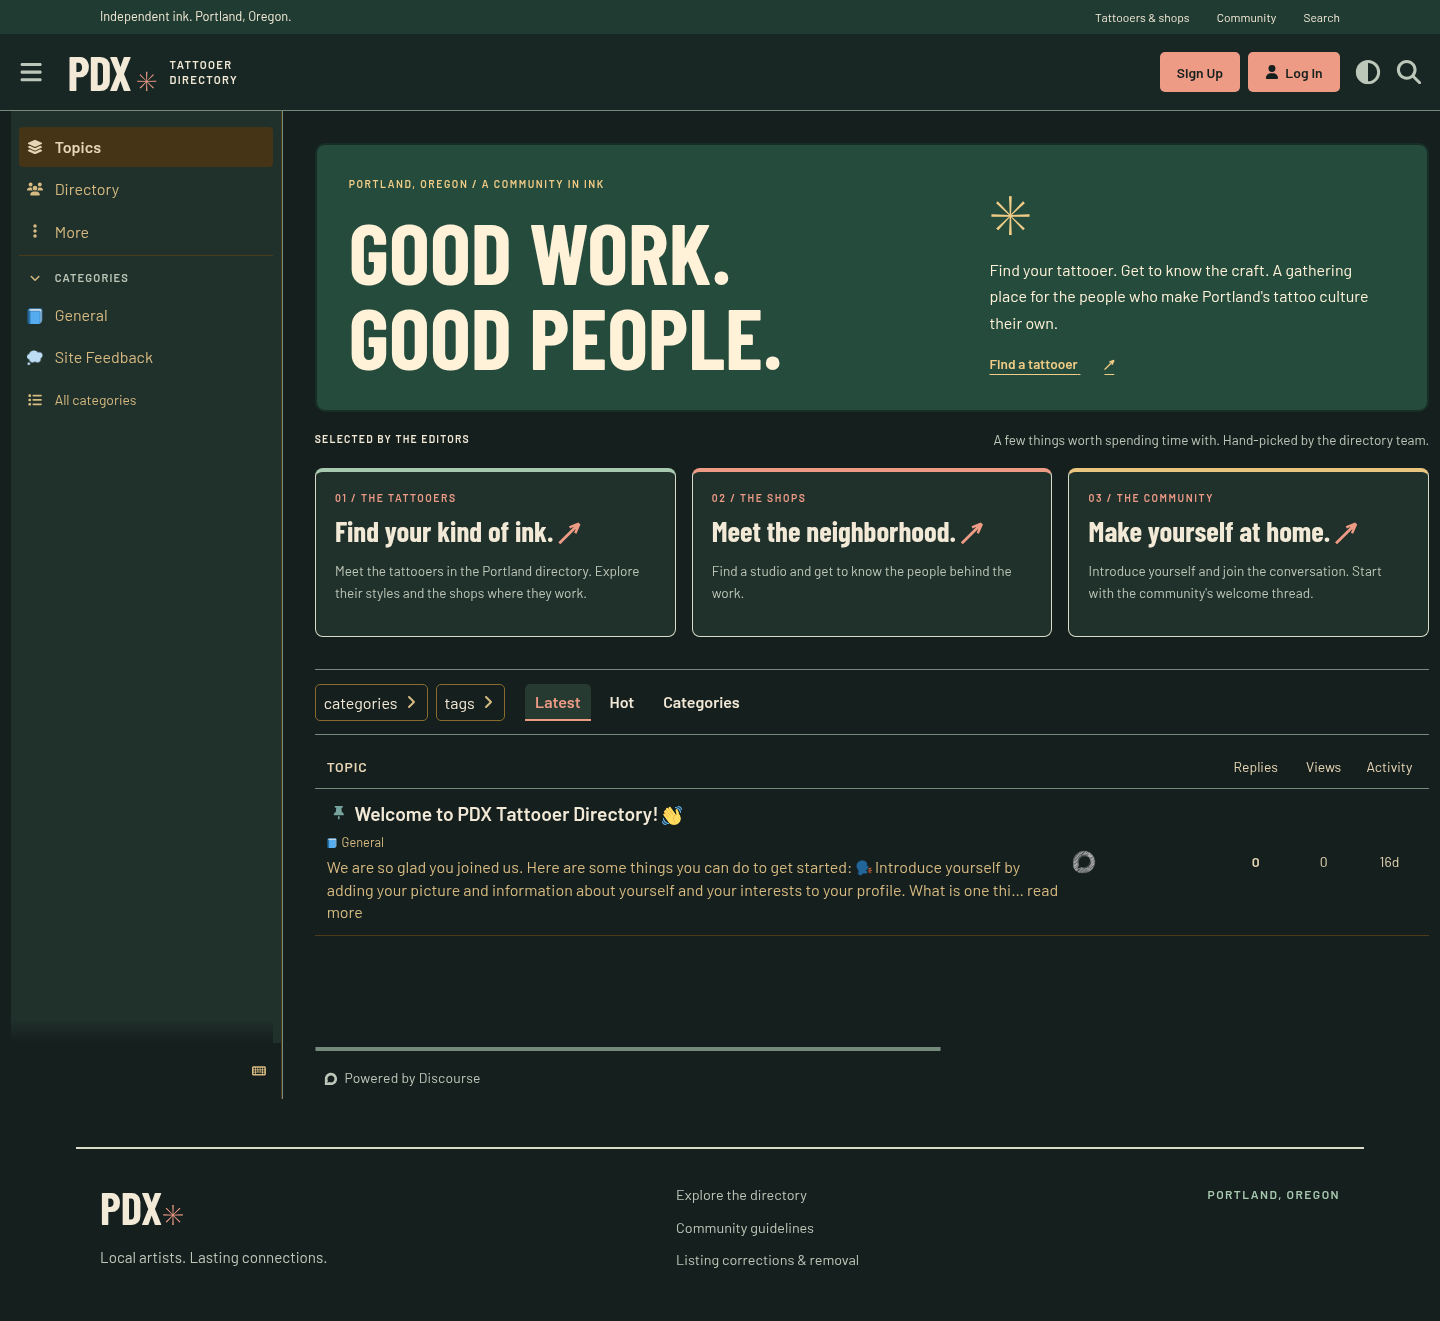 Independent ink. Portland, Oregon.
Tattooers & shops
Community
Search
PDX
TATTOOER
DIRECTORY
Sign Up
Log In
Topics
Directory
More
CATEGORIES
General
Site Feedback
All categories
PORTLAND, OREGON / A COMMUNITY IN INK
GOOD WORK.
GOOD PEOPLE.
Find your tattooer. Get to know the craft. A gathering
place for the people who make Portland's tattoo culture
their own.
Find a tattooer
SELECTED BY THE EDITORS
A few things worth spending time with. Hand-picked by the directory team.
01 / THE TATTOOERS
Find your kind of ink.
Meet the tattooers in the Portland directory. Explore
their styles and the shops where they work.
02 / THE SHOPS
Meet the neighborhood.
Find a studio and get to know the people behind the
work.
03 / THE COMMUNITY
Make yourself at home.
Introduce yourself and join the conversation. Start
with the community's welcome thread.
categories
tags
Latest
Hot
Categories
TOPIC
Replies
Views
Activity
Welcome to PDX Tattooer Directory! 👋
General
We are so glad you joined us. Here are some things you can do to get started: 🗣 Introduce yourself by
adding your picture and information about yourself and your interests to your profile. What is one thi… read
more
0
0
16d
Powered by Discourse
PDX
Local artists. Lasting connections.
Explore the directory
Community guidelines
Listing corrections & removal
PORTLAND, OREGON